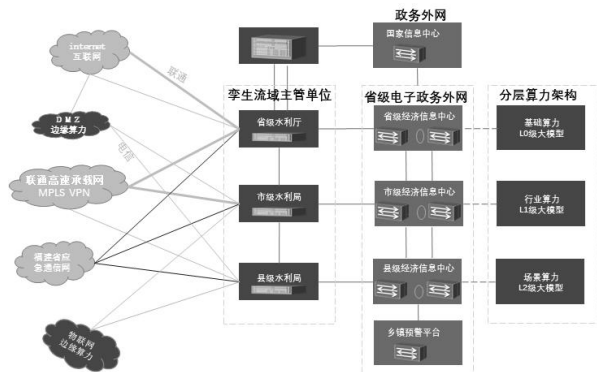 政务外网
国家信息中心
internet
互联网
联通
DMZ
边缘算力
电信
联通高速承载网
MPLS VPN
应
急通信网
物联网
边缘算力
孪生流域主管单位
省级水利厅
市级水利局
县级水利局
省级电子政务外网
省级经济信息中心
市级经济信息中心
县级经济信息中心
乡镇预警平台
分层算力架构
基础算力
L0级大模型
行业算力
L1级大模型
场景算力
L2级大模型